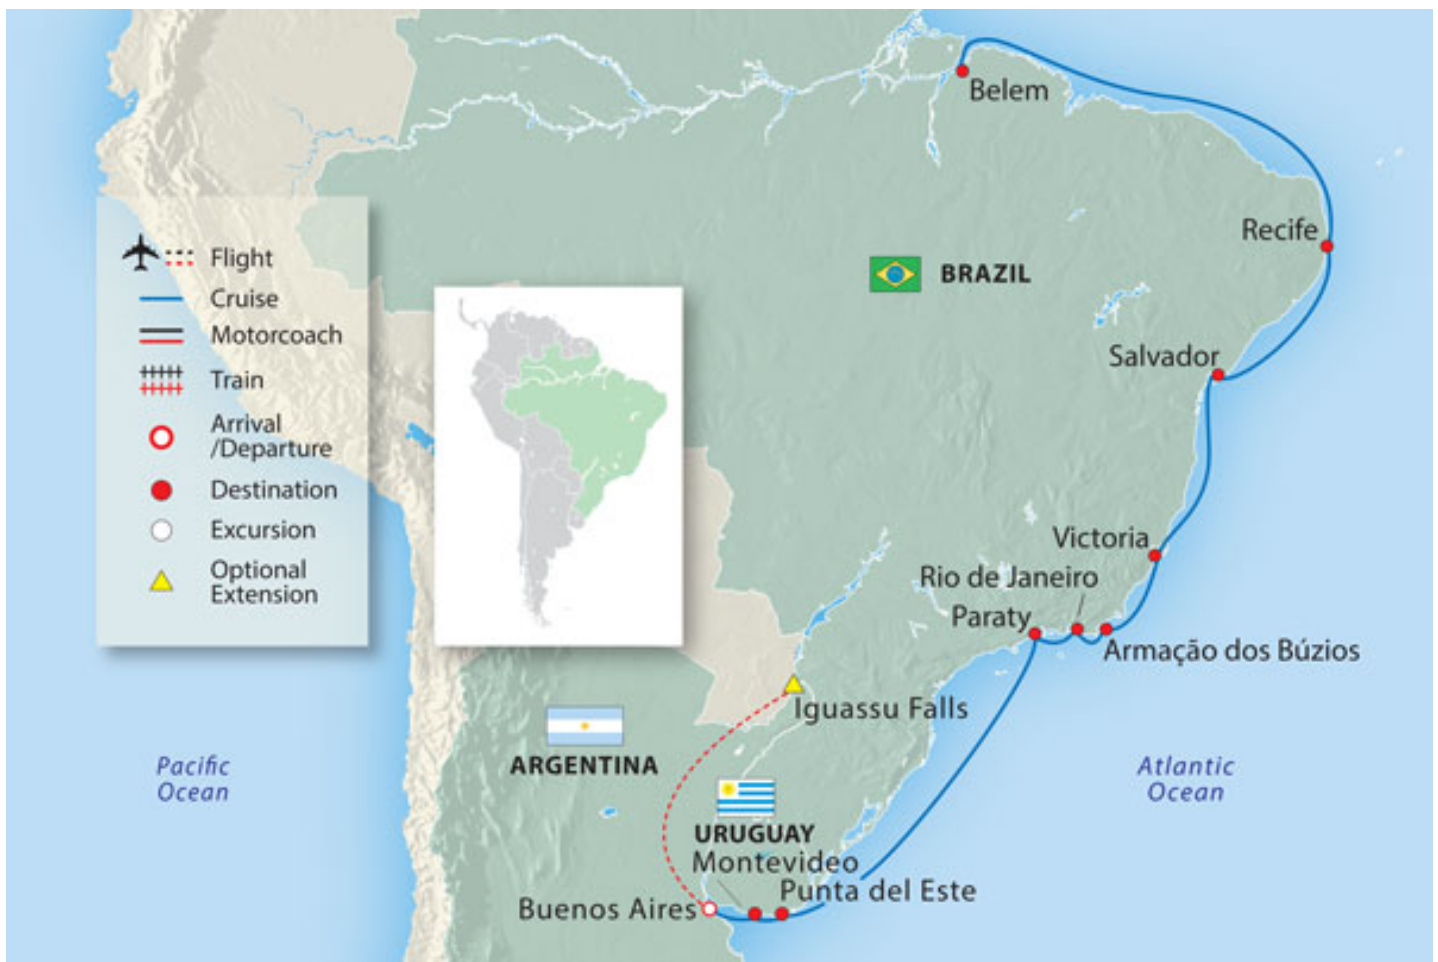 Belem
Recife
BRAZIL
Salvador
Victoria
Rio de Janeiro
Paraty
Armação dos Búzios
Iguassu Falls
ARGENTINA
URUGUAY
Montevideo
Punta del Este
Buenos Aires
Pacific
Ocean
Atlantic
Ocean
Flight
Cruise
Motorcoach
Train
Arrival
/Departure
Destination
Excursion
Optional
Extension